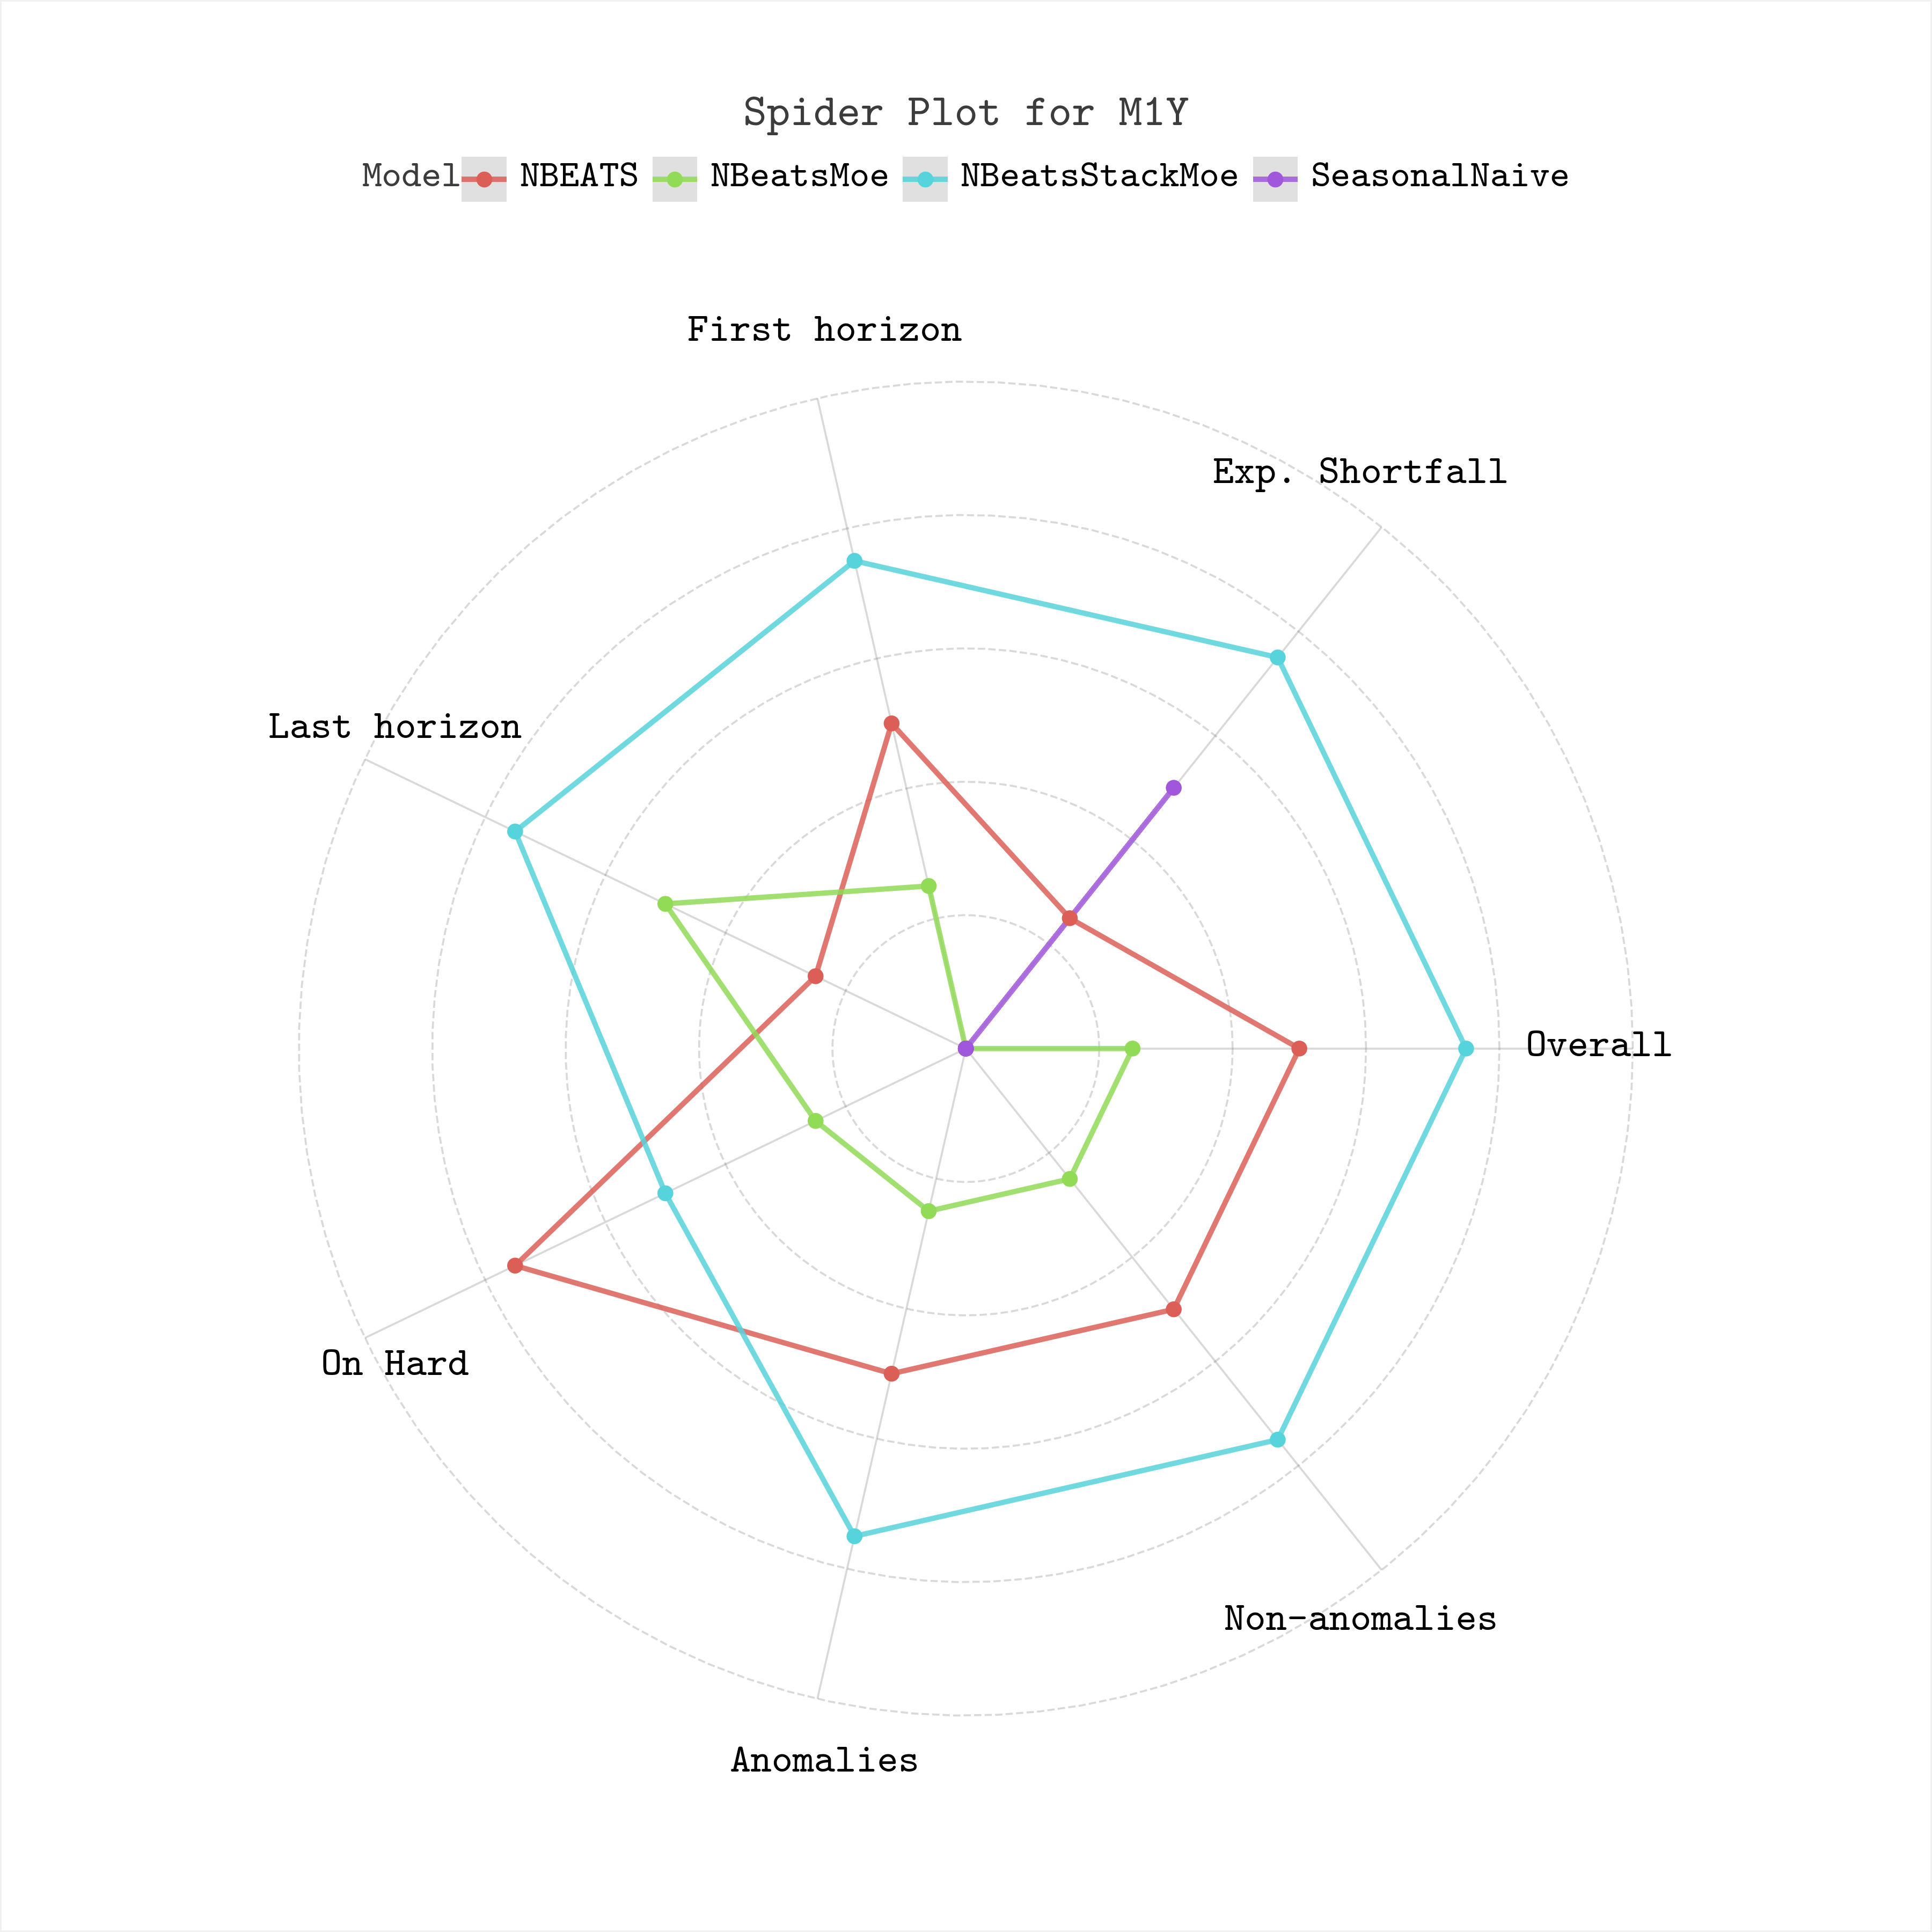 Spider Plot for M1Y
Model NBEATS NBeatsMoe NBeatsStackMoe SeasonalNaive
First horizon
Exp. Shortfall
Last horizon
Overall
On Hard
Non-anomalies
Anomalies